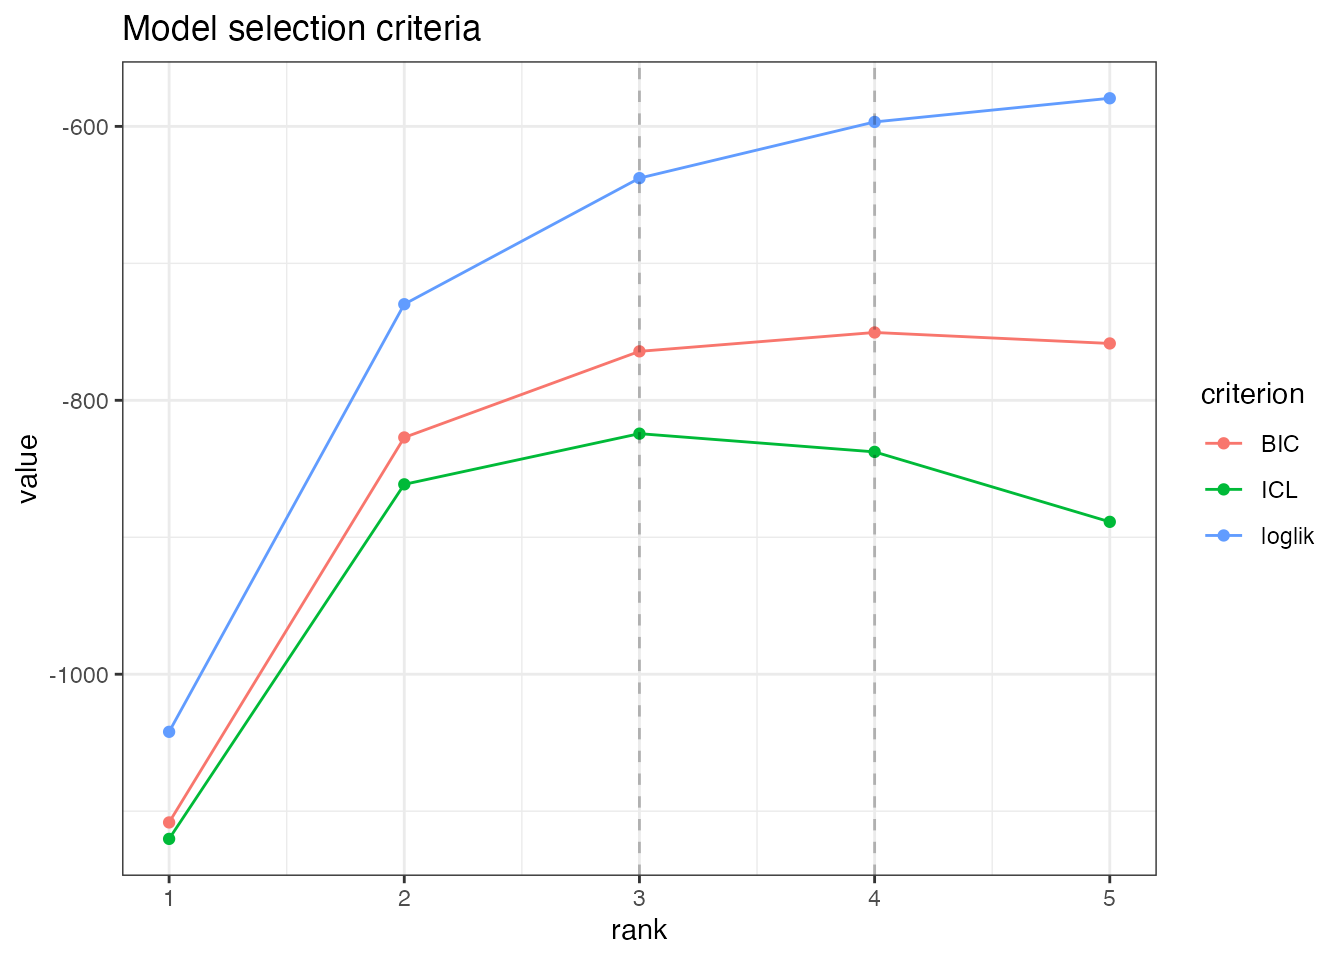 Model selection criteria
-600
-800
-1000
value
1 2 3 4 5
rank
criterion
BIC
ICL
loglik